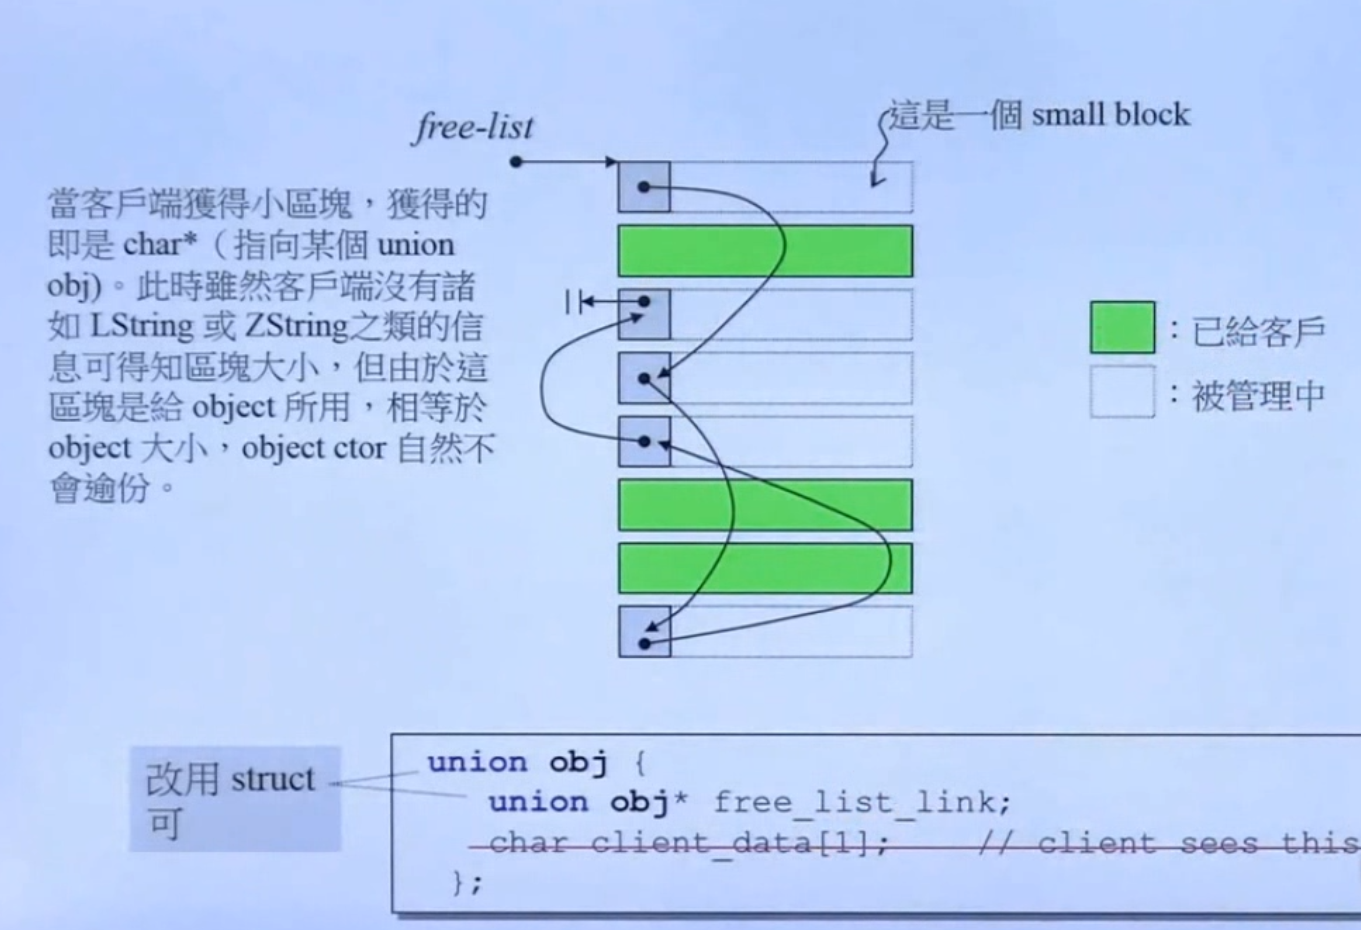 free-list
這是一個 small block
當客戶端獲得小區塊，獲得的
即是 char*（指向某個 union
obj)。此時雖然客戶端沒有諸
如 LString 或 ZString之類的信
息可得知區塊大小，但由於這
區塊是給 object 所用，相等於
object 大小，object ctor 自然不
會逾份。
：已給客戶
：被管理中
改用 struct
可
union obj {
union obj* free_list_link;
char client_data[1];    // client sees this
};